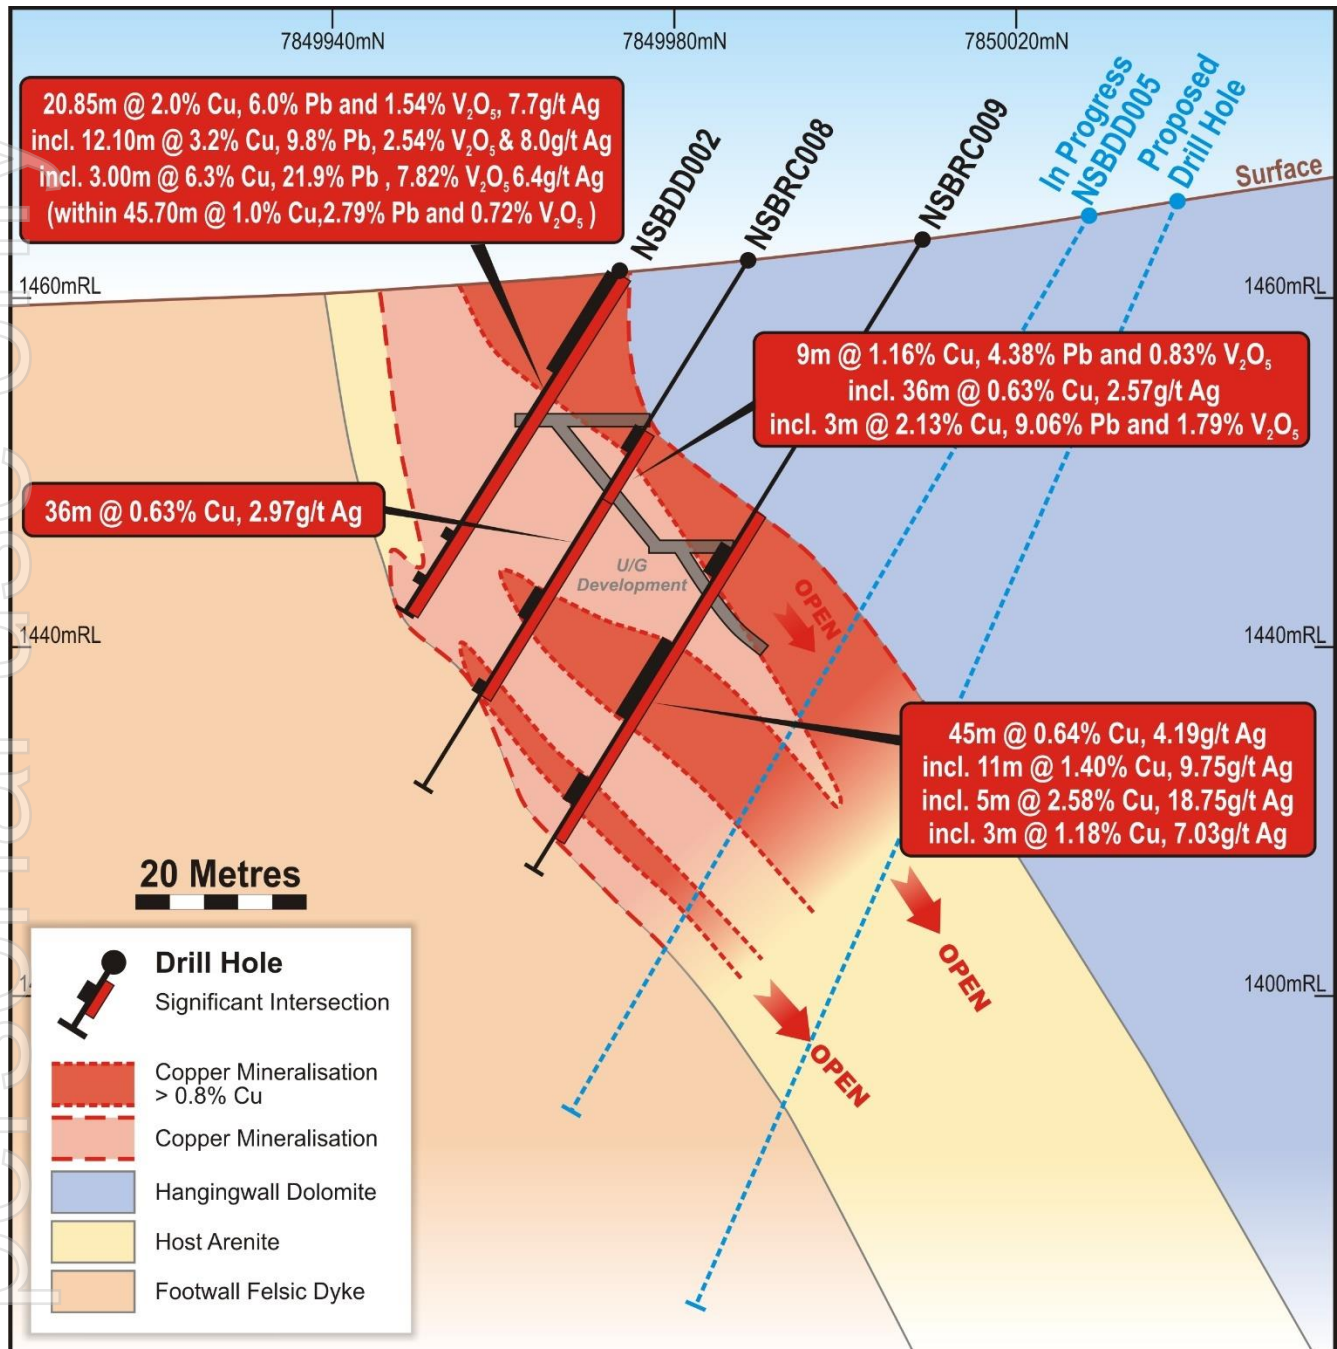 7849940mN
7849980mN
7850020mN
20.85m @ 2.0% Cu, 6.0% Pb and 1.54% V₂O₅, 7.7g/t Ag
incl. 12.10m @ 3.2% Cu, 9.8% Pb, 2.54% V₂O₅ & 8.0g/t Ag
incl. 3.00m @ 6.3% Cu, 21.9% Pb , 7.82% V₂O₅ 6.4g/t Ag
(within 45.70m @ 1.0% Cu,2.79% Pb and 0.72% V₂O₅ )
NSBDD002
NSBRC008
NSBRC009
In Progress
NSBDD005
Proposed
Drill Hole
Surface
1460mRL
1460mRL
9m @ 1.16% Cu, 4.38% Pb and 0.83% V₂O₅
incl. 36m @ 0.63% Cu, 2.57g/t Ag
incl. 3m @ 2.13% Cu, 9.06% Pb and 1.79% V₂O₅
36m @ 0.63% Cu, 2.97g/t Ag
U/G
Development
OPEN
1440mRL
1440mRL
45m @ 0.64% Cu, 4.19g/t Ag
incl. 11m @ 1.40% Cu, 9.75g/t Ag
incl. 5m @ 2.58% Cu, 18.75g/t Ag
incl. 3m @ 1.18% Cu, 7.03g/t Ag
20 Metres
OPEN
OPEN
1400mRL
Drill Hole
Significant Intersection
Copper Mineralisation
> 0.8% Cu
Copper Mineralisation
Hangingwall Dolomite
Host Arenite
Footwall Felsic Dyke